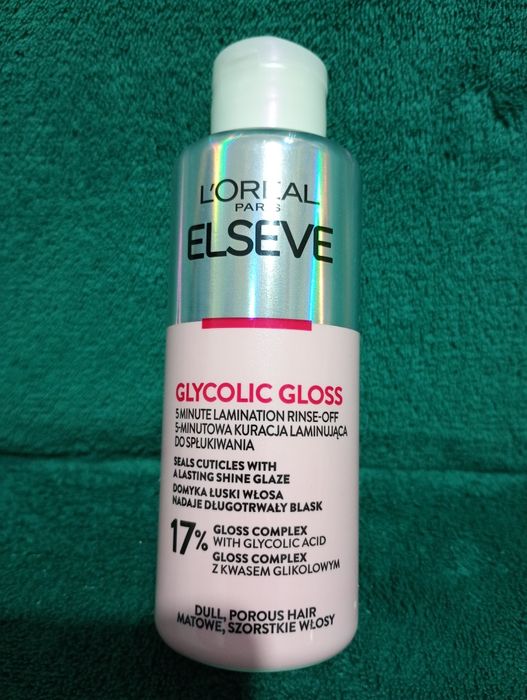 L'ORÉAL
PARIS
ELSEVE
GLYCOLIC GLOSS
5 MINUTE LAMINATION RINSE-OFF
5-MINUTOWA KURACJA LAMINUJĄCA
DO SPŁUKIWANIA
SEALS CUTICLES WITH
A LASTING SHINE GLAZE
DOMYKA ŁUSKI WŁOSA
NADAJE DŁUGOTRWAŁY BLASK
17% GLOSS COMPLEX
WITH GLYCOLIC ACID
GLOSS COMPLEX
Z KWASEM GLIKOLOWYM
DULL, POROUS HAIR
MATOWE, SZORSTKIE WŁOSY